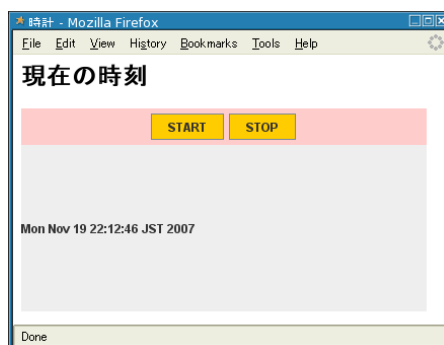 時計 - Mozilla Firefox
File Edit View History Bookmarks Tools Help
現在の時刻
START STOP
Mon Nov 19 22:12:46 JST 2007
Done